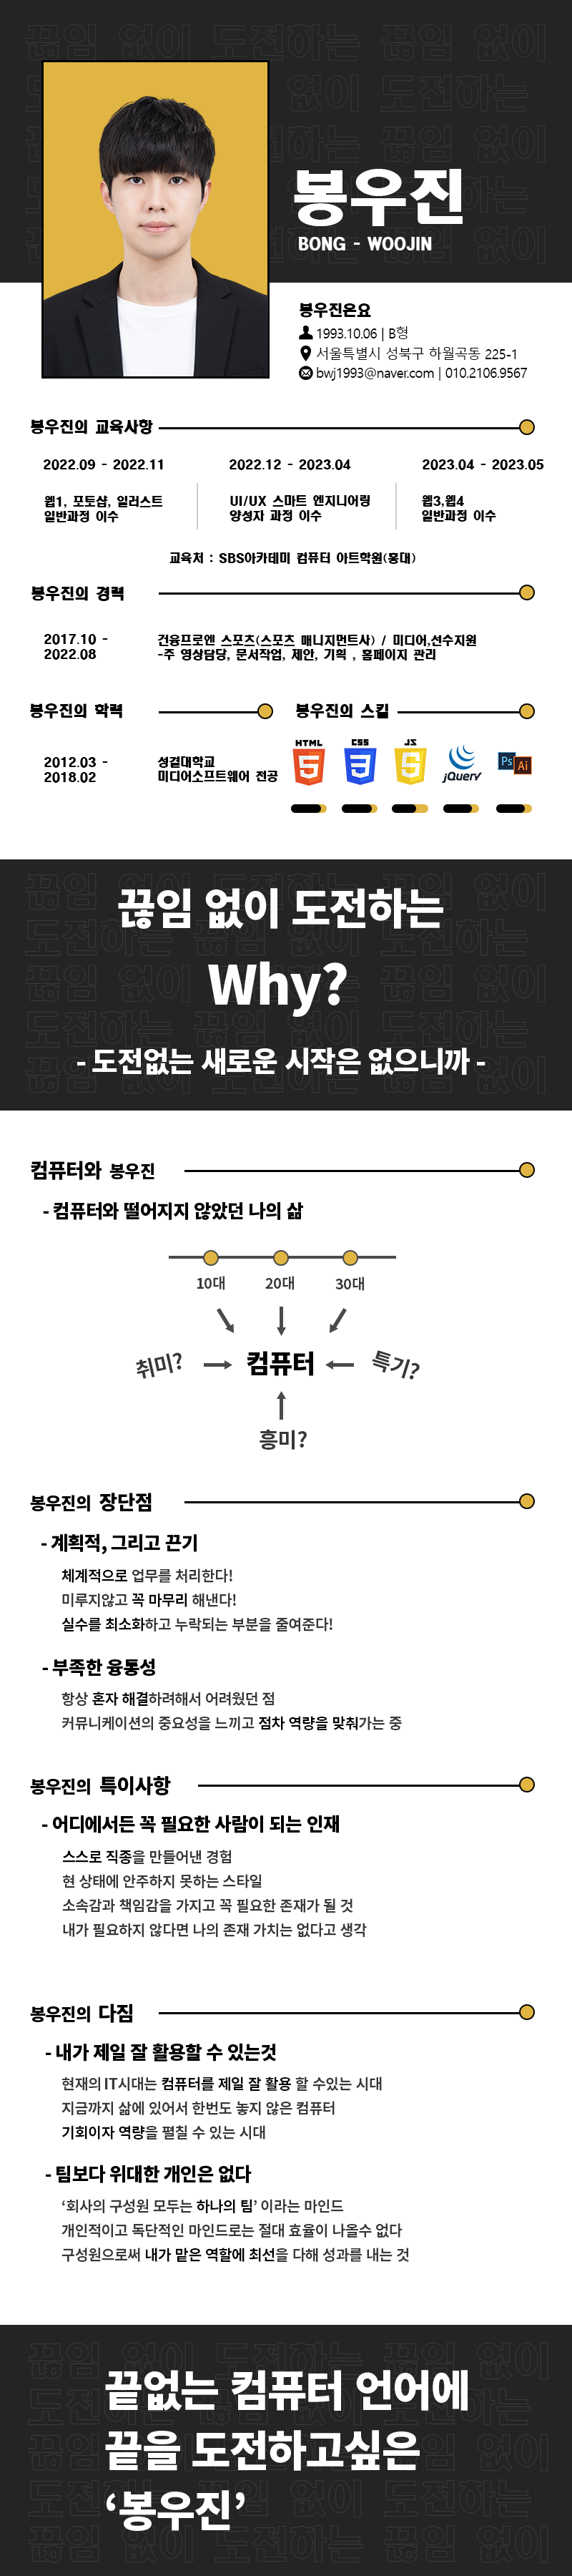 끊임 없이 도전하는 끊임 없이
봉우진
BONG - WOOJIN
봉우진은요
1993.10.06 | B형
서울특별시 성북구 하월곡동 225-1
bwj1993@naver.com | 010.2106.9567
봉우진의 교육사항
2022.09 - 2022.11
웹1, 포토샵, 일러스트
일반과정 이수
2022.12 - 2023.04
UI/UX 스마트 엔지니어링
양성자 과정 이수
2023.04 - 2023.05
웹3,웹4
일반과정 이수
교육처 : SBS아카데미 컴퓨터 아트학원(홍대)
봉우진의 경력
2017.10 -
2022.08
건융프로엔 스포츠(스포츠 매니지먼트사) / 미디어,선수지원
-주 영상담당, 문서작업, 제안, 기획 , 홈페이지 관리
봉우진의 학력
2012.03 -
2018.02
성결대학교
미디어소프트웨어 전공
봉우진의 스킬
HTML 5
CSS 3
JS 5
jQuery
Ps Ai
끊임 없이 도전하는
Why?
- 도전없는 새로운 시작은 없으니까 -
컴퓨터와 봉우진
- 컴퓨터와 떨어지지 않았던 나의 삶
10대 20대 30대
취미? 컴퓨터 특기?
흥미?
봉우진의 장단점
- 계획적, 그리고 끈기
체계적으로 업무를 처리한다!
미루지않고 꼭 마무리 해낸다!
실수를 최소화하고 누락되는 부분을 줄여준다!
- 부족한 융통성
항상 혼자 해결하려해서 어려웠던 점
커뮤니케이션의 중요성을 느끼고 점차 역량을 맞춰가는 중
봉우진의 특이사항
- 어디에서든 꼭 필요한 사람이 되는 인재
스스로 직종을 만들어낸 경험
현 상태에 안주하지 못하는 스타일
소속감과 책임감을 가지고 꼭 필요한 존재가 될 것
내가 필요하지 않다면 나의 존재 가치는 없다고 생각
봉우진의 다짐
- 내가 제일 잘 활용할 수 있는것
현재의 IT시대는 컴퓨터를 제일 잘 활용 할 수있는 시대
지금까지 삶에 있어서 한번도 놓지 않은 컴퓨터
기회이자 역량을 펼칠 수 있는 시대
- 팀보다 위대한 개인은 없다
‘회사의 구성원 모두는 하나의 팀’ 이라는 마인드
개인적이고 독단적인 마인드로는 절대 효율이 나올수 없다
구성원으로써 내가 맡은 역할에 최선을 다해 성과를 내는 것
끝없는 컴퓨터 언어에
끝을 도전하고싶은
‘봉우진’